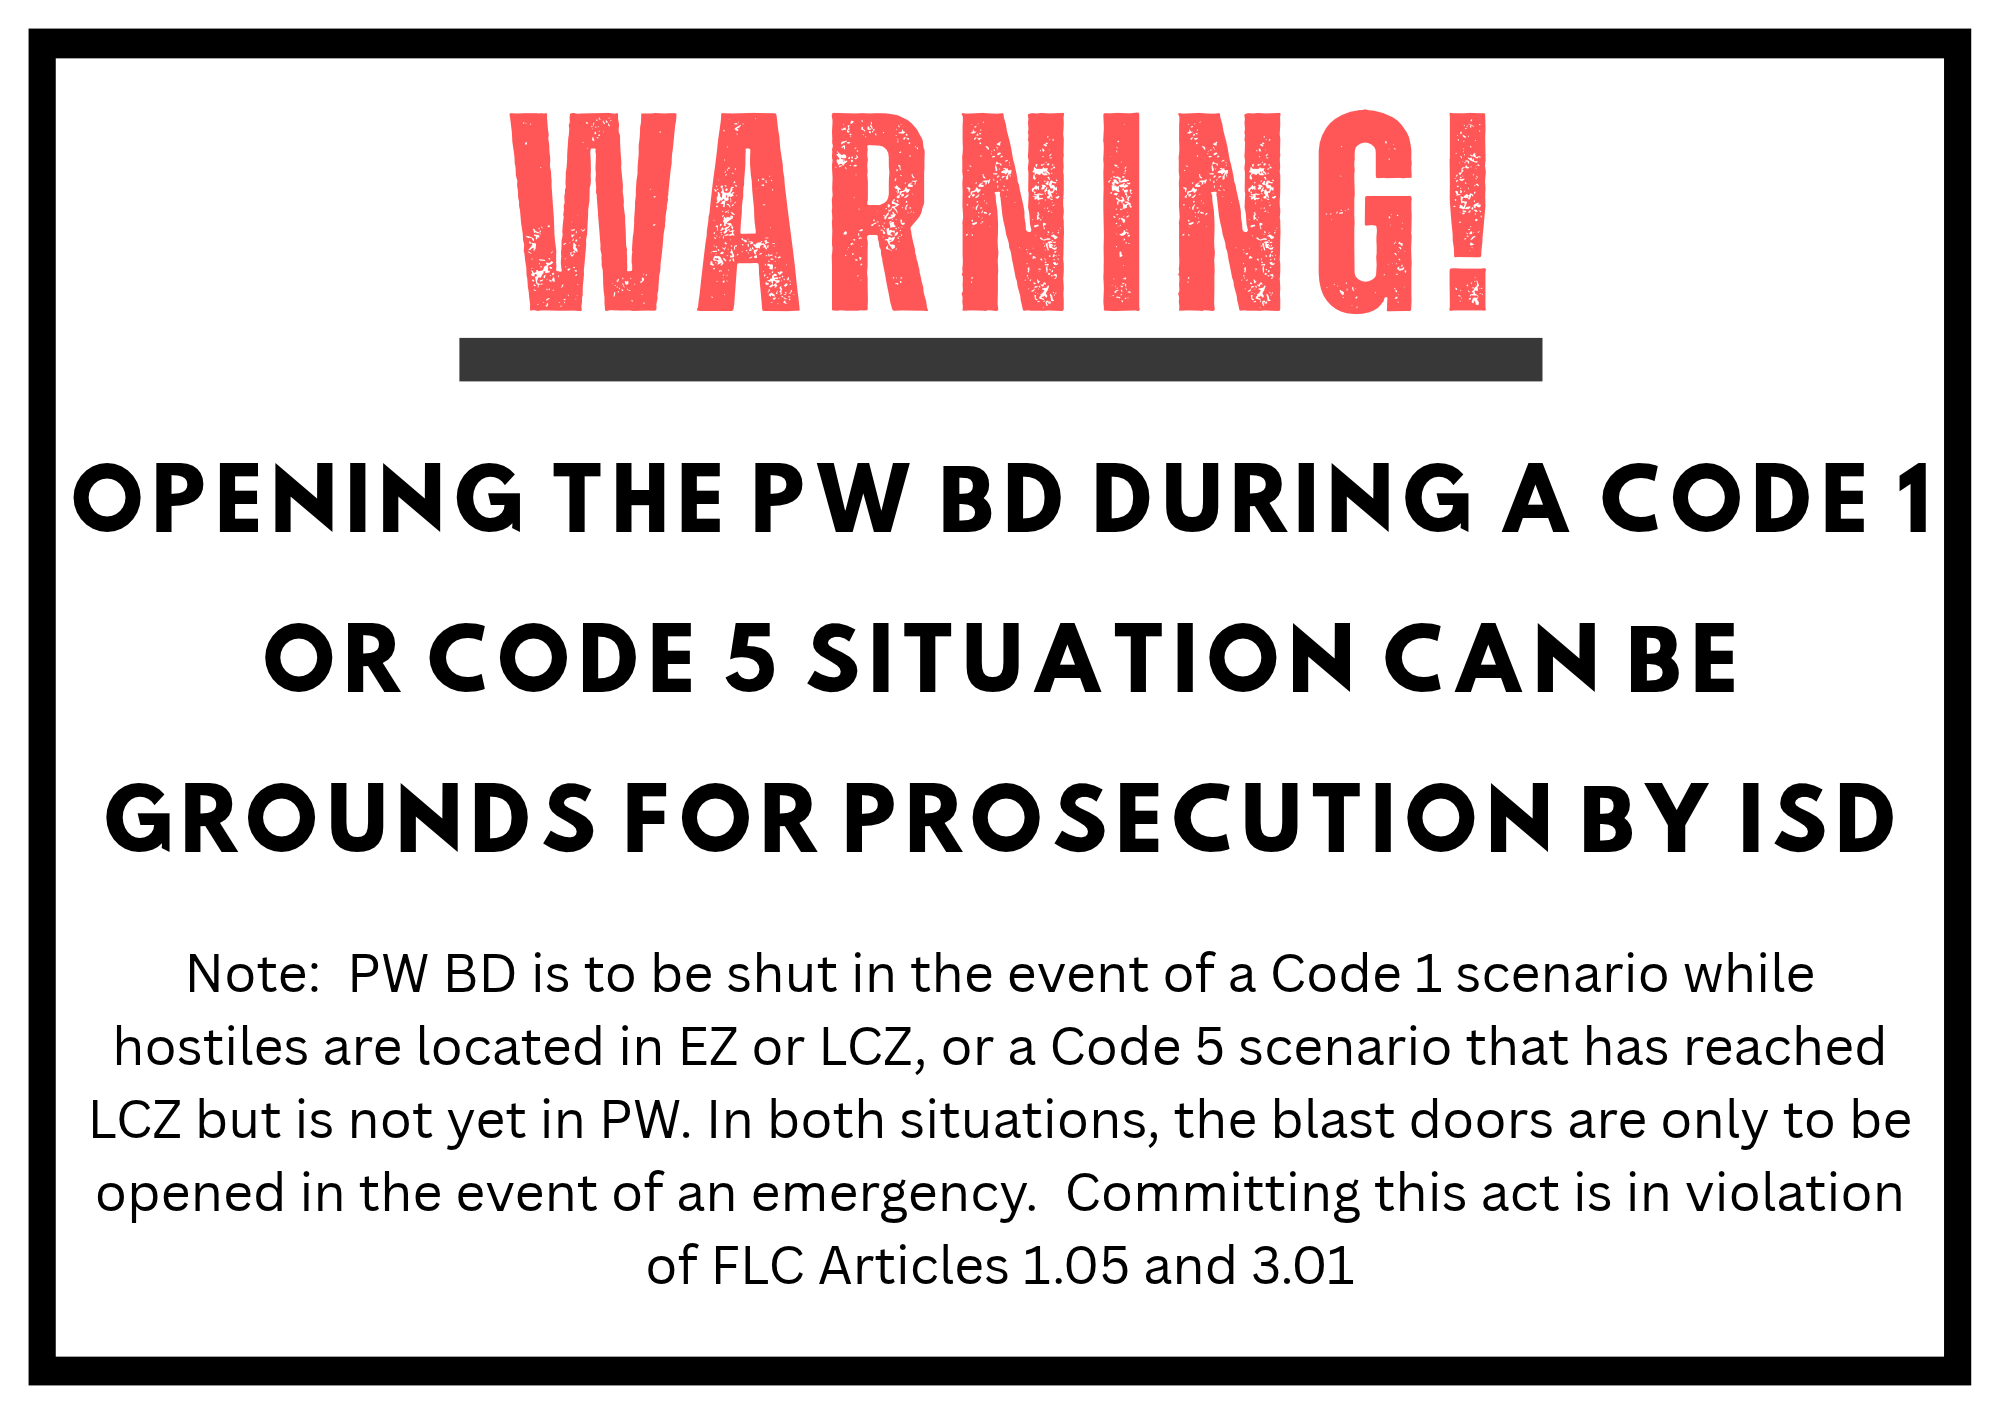 WARNING!
OPENING THE PW BD DURING A CODE 1
OR CODE 5 SITUATION CAN BE
GROUNDS FOR PROSECUTION BY ISD
Note:  PW BD is to be shut in the event of a Code 1 scenario while
hostiles are located in EZ or LCZ, or a Code 5 scenario that has reached
LCZ but is not yet in PW. In both situations, the blast doors are only to be
opened in the event of an emergency.  Committing this act is in violation
of FLC Articles 1.05 and 3.01